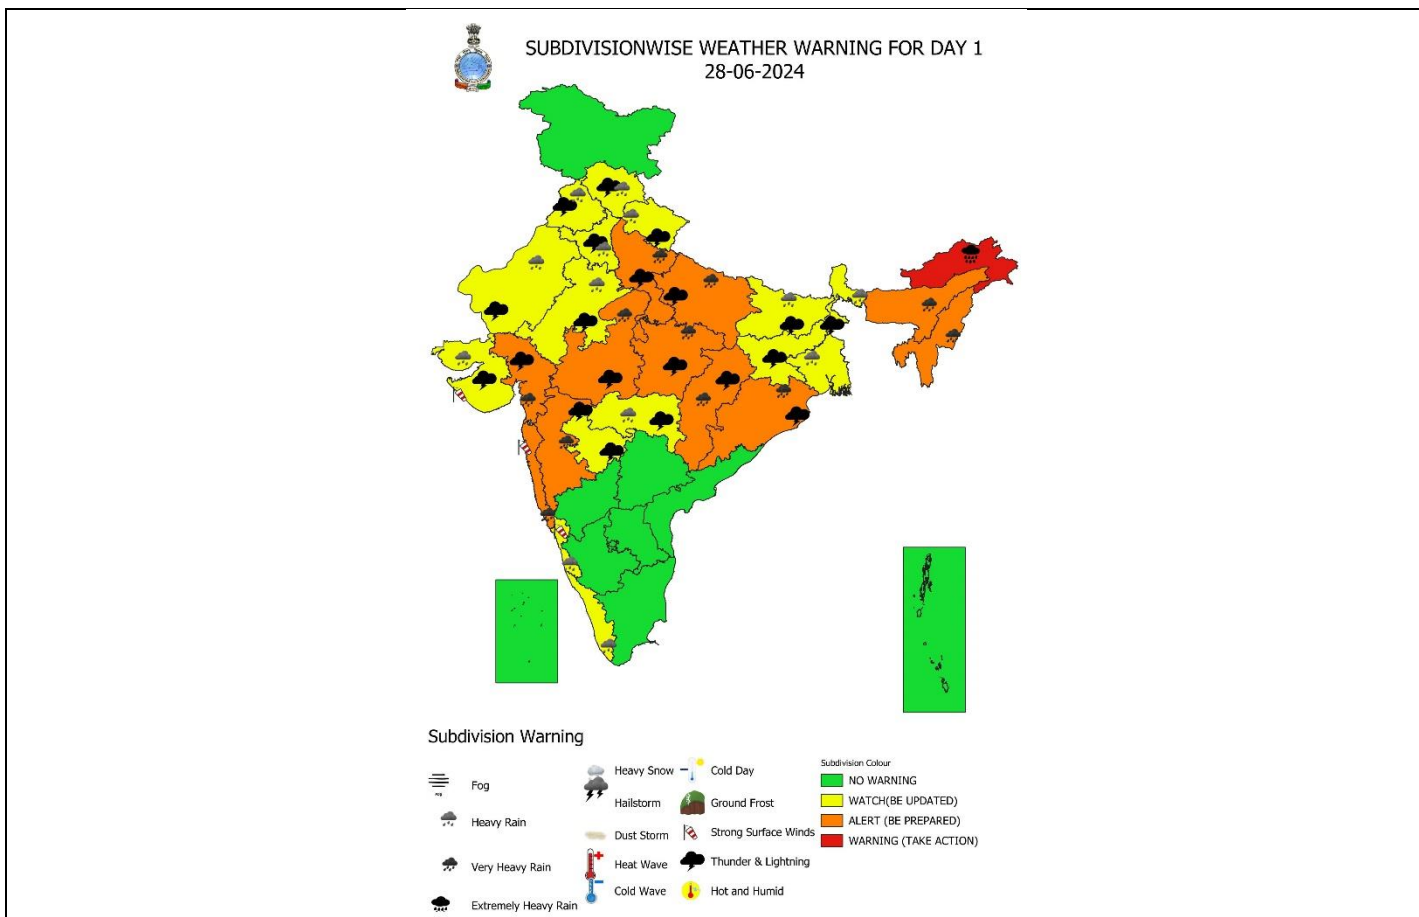 SUBDIVISIONWISE WEATHER WARNING FOR DAY 1
28-06-2024
Subdivision Warning
Fog
Heavy Rain
Very Heavy Rain
Extremely Heavy Rain
Heavy Snow
Hailstorm
Dust Storm
Heat Wave
Cold Wave
Cold Day
Ground Frost
Strong Surface Winds
Thunder & Lightning
Hot and Humid
Subdivision Colour
NO WARNING
WATCH(BE UPDATED)
ALERT (BE PREPARED)
WARNING (TAKE ACTION)